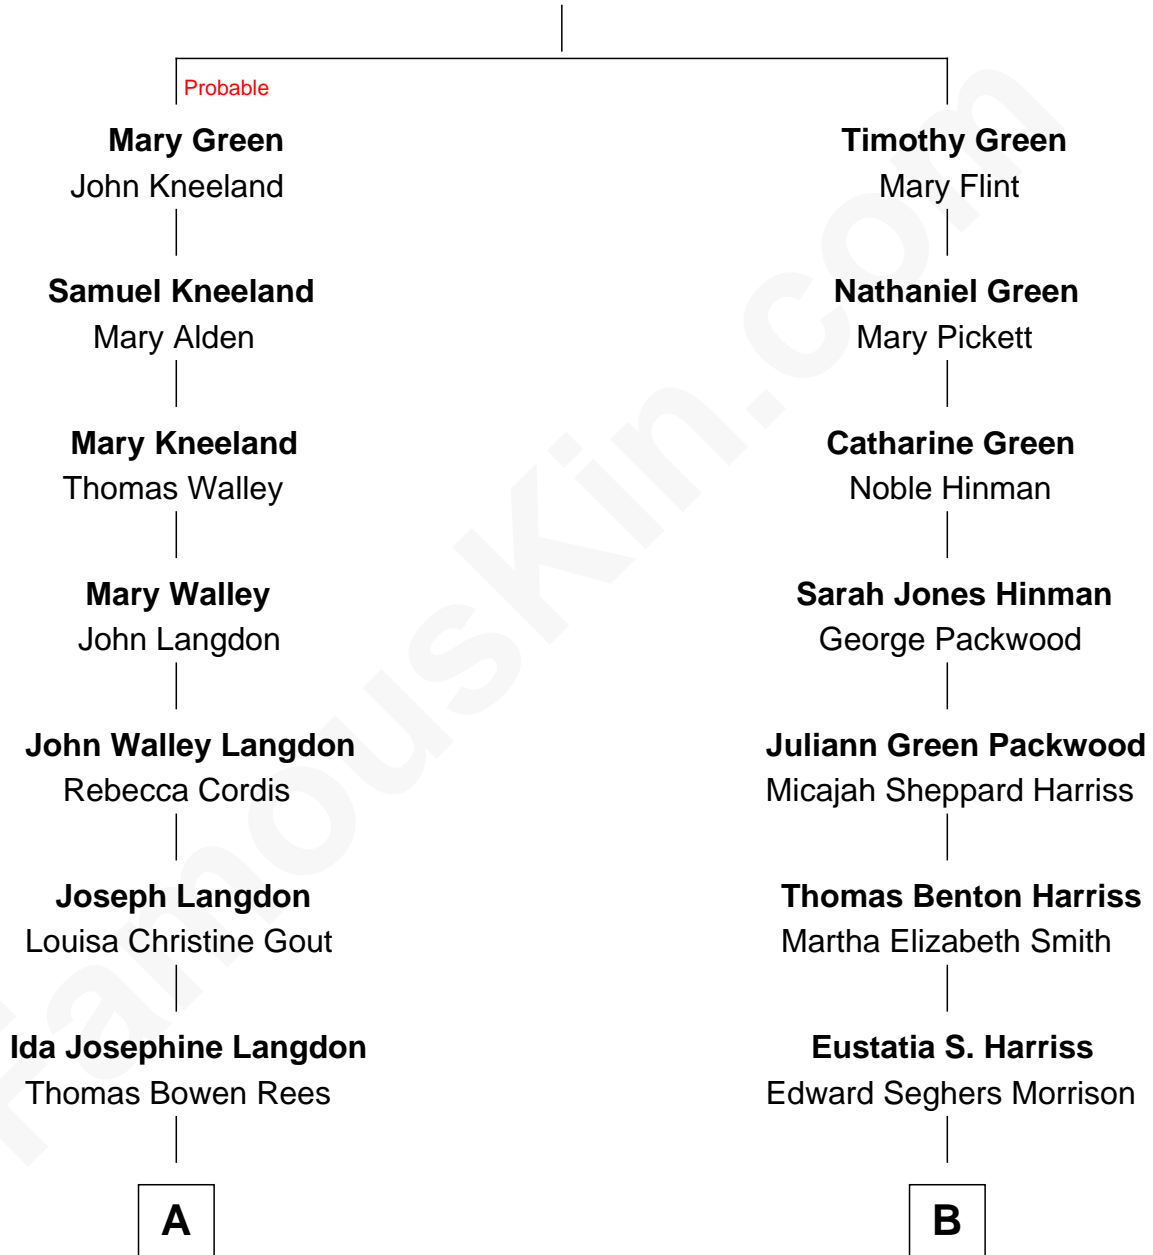 Probable
Mary Green
John Kneeland
Samuel Kneeland
Mary Alden
Mary Kneeland
Thomas Walley
Mary Walley
John Langdon
John Walley Langdon
Rebecca Cordis
Joseph Langdon
Louisa Christine Gout
Ida Josephine Langdon
Thomas Bowen Rees
A
Timothy Green
Mary Flint
Nathaniel Green
Mary Pickett
Catharine Green
Noble Hinman
Sarah Jones Hinman
George Packwood
Juliann Green Packwood
Micajah Sheppard Harriss
Thomas Benton Harriss
Martha Elizabeth Smith
Eustatia S. Harriss
Edward Seghers Morrison
B
FamousKin.com